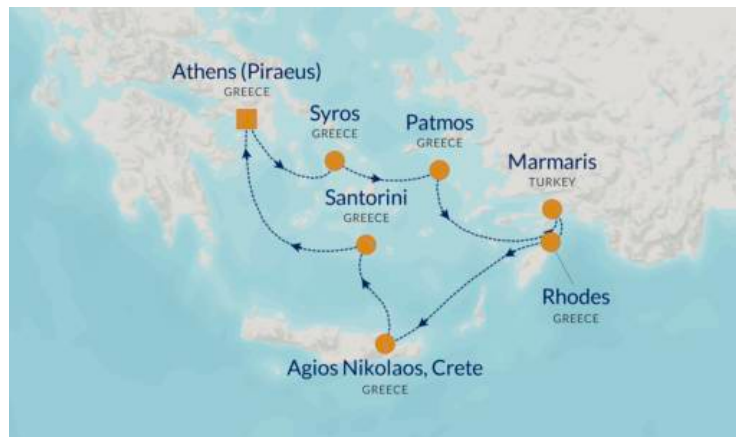 Athens (Piraeus)
GREECE
Syros
GREECE
Patmos
GREECE
Marmaris
TURKEY
Santorini
GREECE
Rhodes
GREECE
Agios Nikolaos, Crete
GREECE